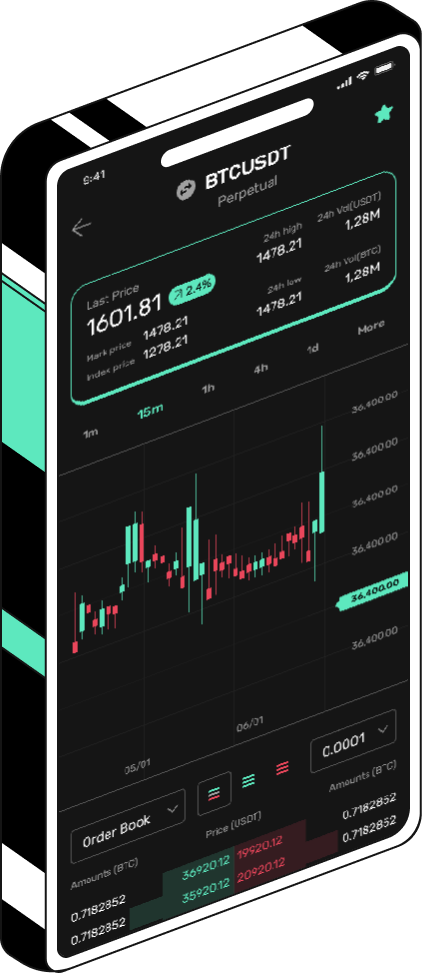 9:41
BTCUSDT
Perpetual
Last Price
1601.81
2.4%
Mark price 1478.21
Index price 1278.21
24h high
1478.21
24h Vol(USDT)
1,28M
24h low
1478.21
24h Vol(BTC)
1,28M
1m 15m 1h 4h 1d More
36,400.00
36,400.00
36,400.00
36,400.00
36,400.00
36,400.00
05/01 06/01
Order Book
0.0001
Amounts (BTC) Price (USDT) Amounts (BTC)
0.7182852 36920.12 19920.12 0.7182852
0.7182852 35920.12 20920.12 0.7182852